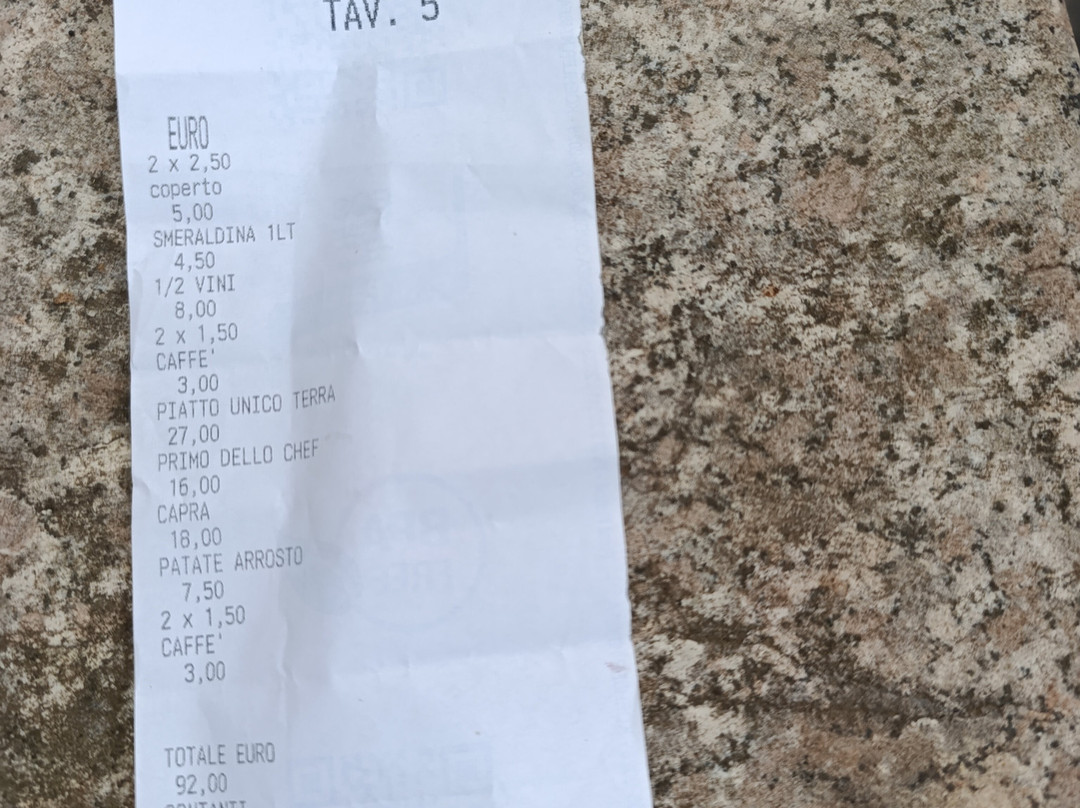 TAV. 5
EURO
2 x 2,50
coperto
5,00
SMERALDINA 1LT
4,50
1/2 VINI
8,00
2 x 1,50
CAFFE'
3,00
PIATTO UNICO TERRA
27,00
PRIMO DELLO CHEF
16,00
CAPRA
18,00
PATATE ARROSTO
7,50
2 x 1,50
CAFFE'
3,00
TOTALE EURO
92,00
CONTANTI